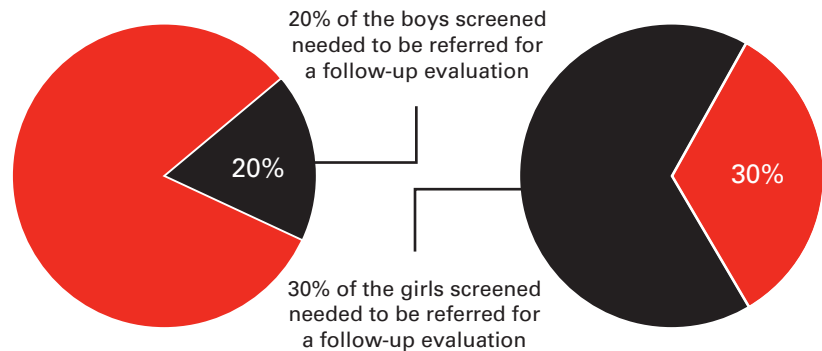 20% of the boys screened
needed to be referred for
a follow-up evaluation
20%
30%
30% of the girls screened
needed to be referred for
a follow-up evaluation